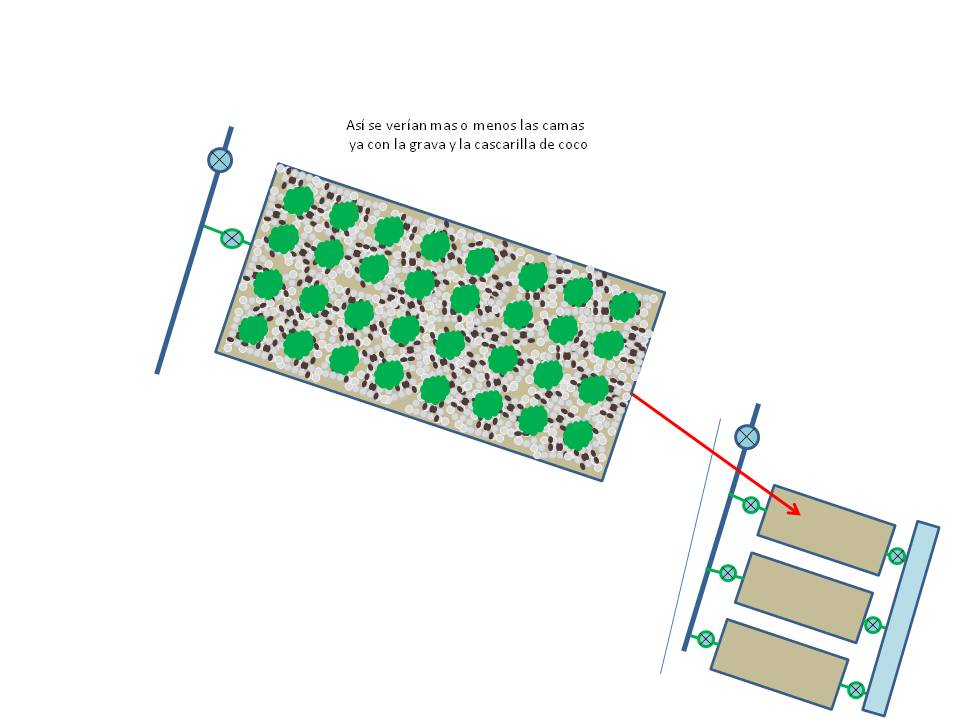 Así se verían mas o menos las camas
ya con la grava y la cascarilla de coco